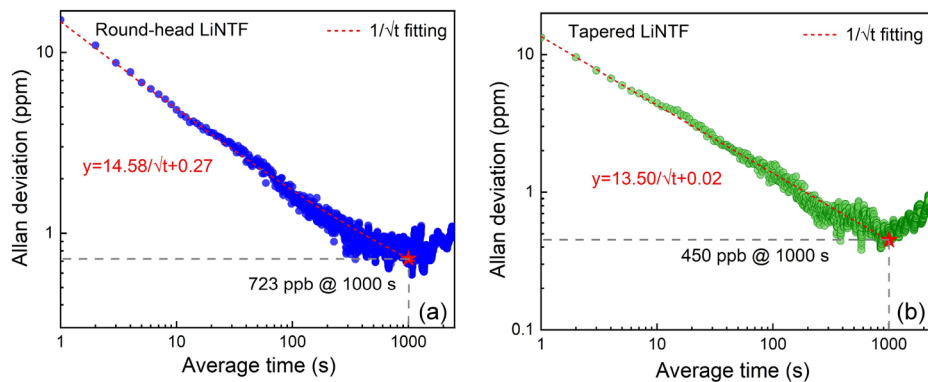 Round-head LiNTF
1/√t fitting
10
1
Allan deviation (ppm)
y=14.58/√t+0.27
723 ppb @ 1000 s
(a)
1 10 100 1000
Average time (s)
Tapered LiNTF
1/√t fitting
10
1
0.1
Allan deviation (ppm)
y=13.50/√t+0.02
450 ppb @ 1000 s
(b)
1 10 100 1000
Average time (s)